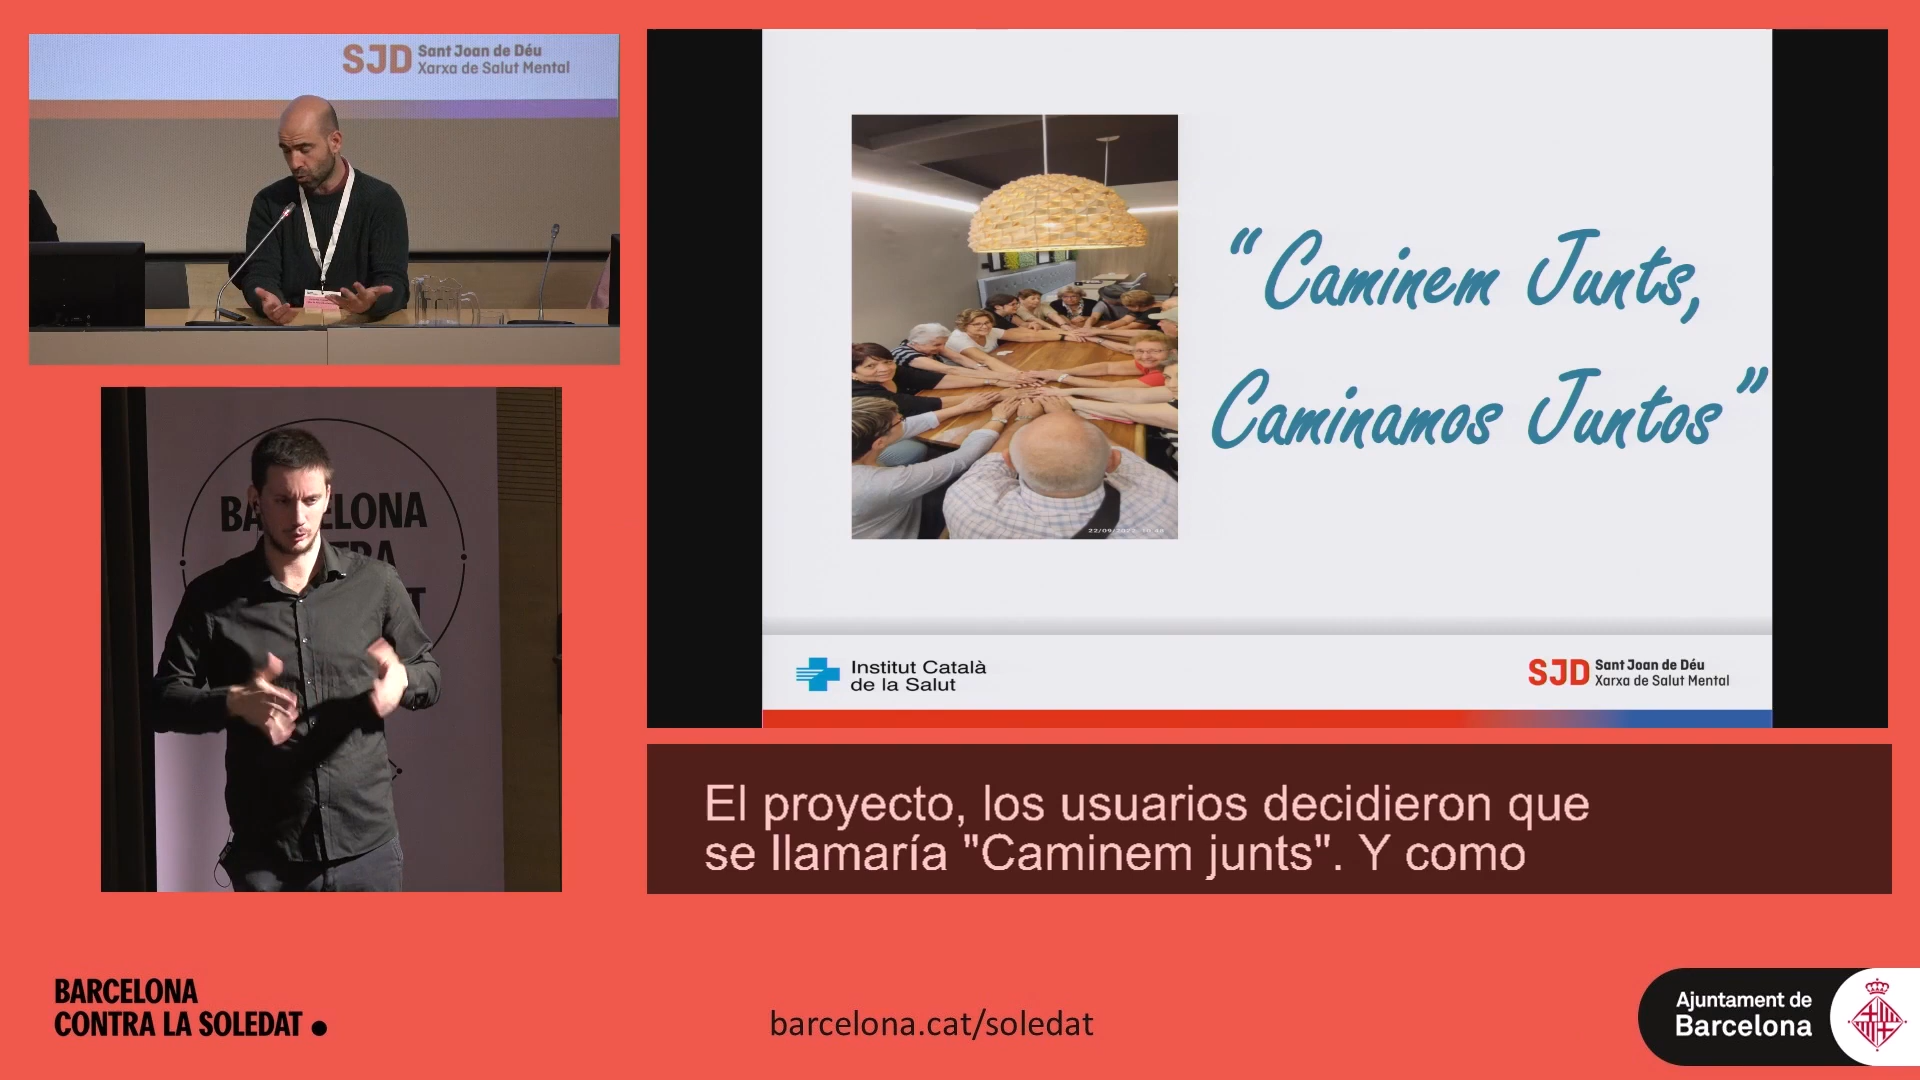 SJD Sant Joan de Déu
Xarxa de Salut Mental
“Caminem Junts,
Caminamos Juntos”
Institut Català
de la Salut
SJD Sant Joan de Déu
Xarxa de Salut Mental
El proyecto, los usuarios decidieron que
se llamaría "Caminem junts". Y como
BARCELONA
CONTRA LA SOLEDAT
barcelona.cat/soledat
Ajuntament de
Barcelona